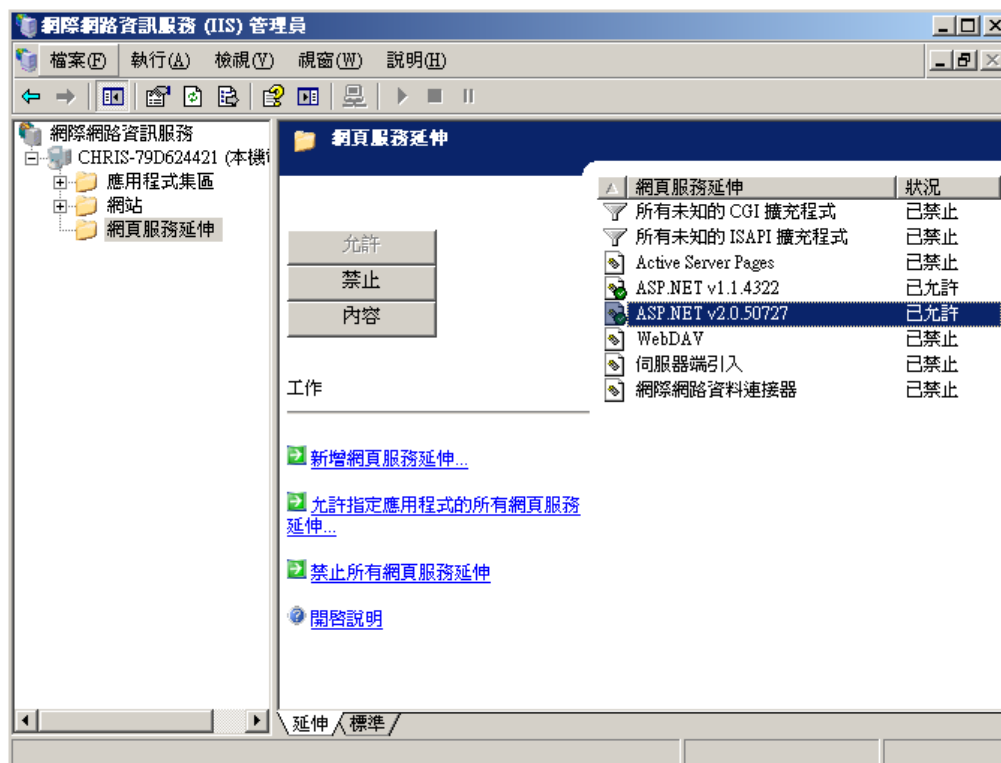 網際網路資訊服務 (IIS) 管理員
檔案(F) 執行(A) 檢視(V) 視窗(W) 說明(H)
網際網路資訊服務
CHRIS-79D624421 (本機
應用程式集區
網站
網頁服務延伸
網頁服務延伸
允許
禁止
內容
工作
新增網頁服務延伸...
允許指定應用程式的所有網頁服務
延伸...
禁止所有網頁服務延伸
開啟說明
網頁服務延伸 狀況
所有未知的 CGI 擴充程式 已禁止
所有未知的 ISAPI 擴充程式 已禁止
Active Server Pages 已禁止
ASP.NET v1.1.4322 已允許
ASP.NET v2.0.50727 已允許
WebDAV 已禁止
伺服器端引入 已禁止
網際網路資料連接器 已禁止
延伸 標準